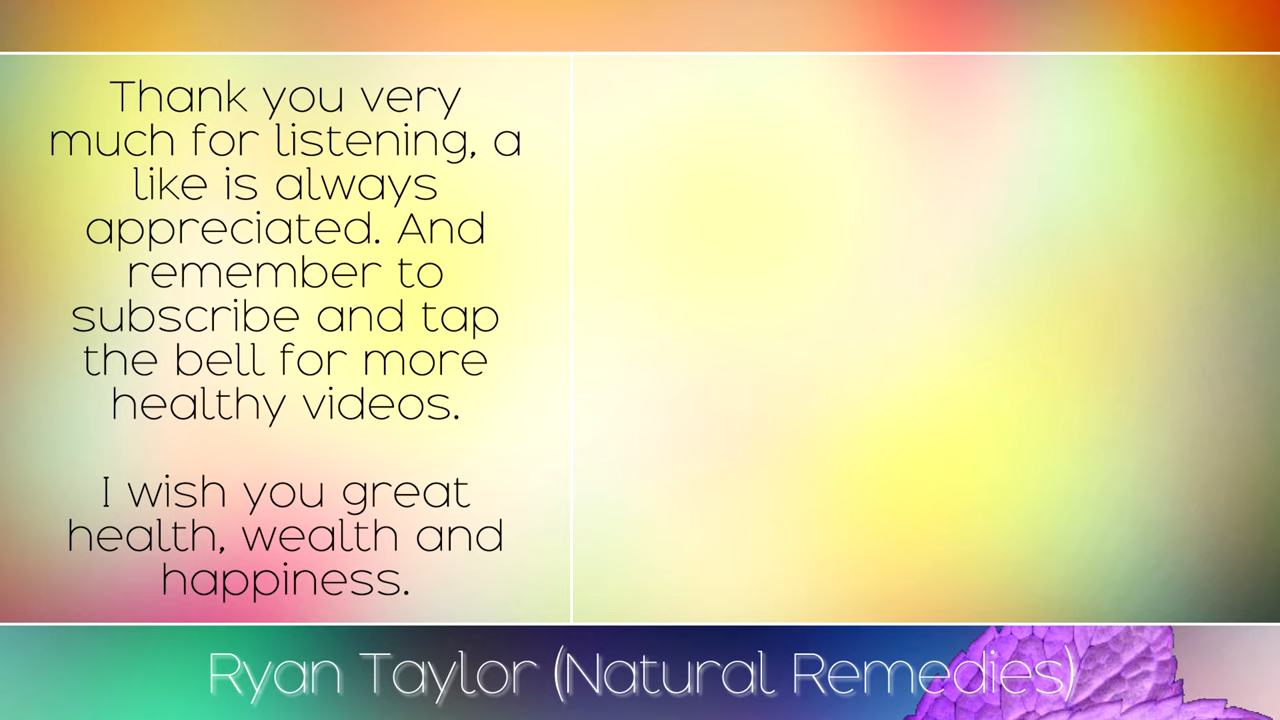 Thank you very
much for listening, a
like is always
appreciated. And
remember to
subscribe and tap
the bell for more
healthy videos.
I wish you great
health, wealth and
happiness.
Ryan Taylor (Natural Remedies)